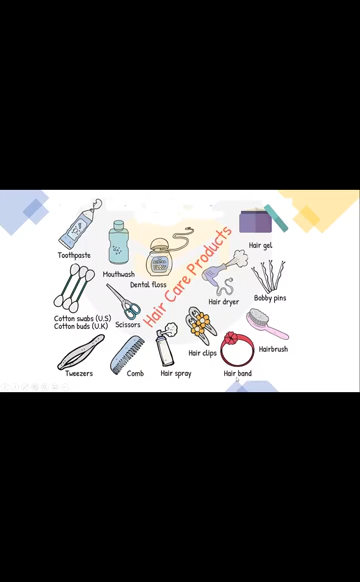 Toothpaste
Mouthwash
Dental floss
Hair Care Products
Hair gel
Hair dryer
Bobby pins
Cotton swabs (U.S)
Cotton buds (U.K)
Scissors
Hair clips
Hairbrush
Tweezers
Comb
Hair spray
Hair band